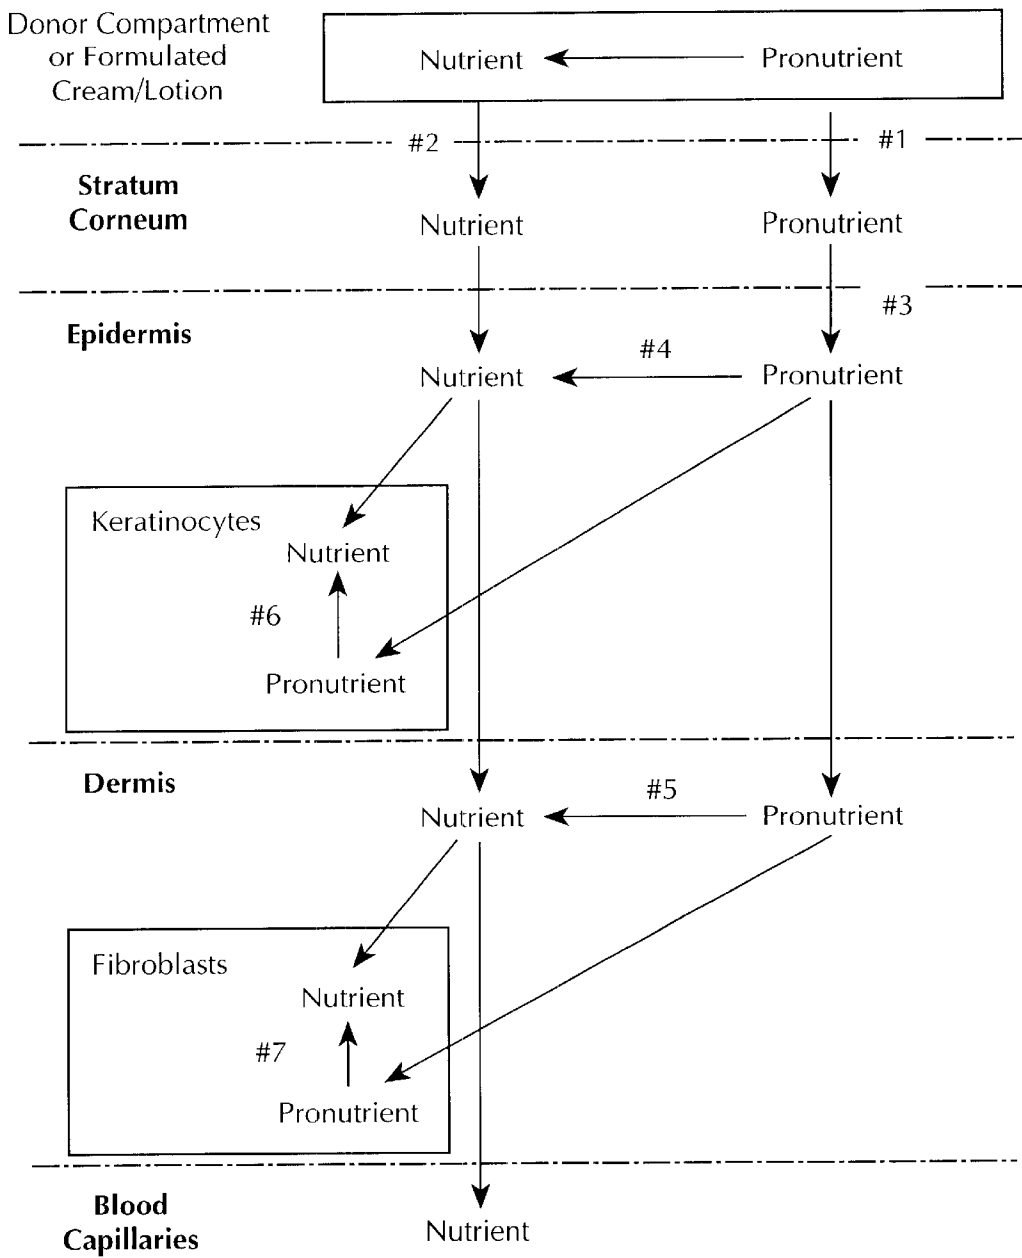 Donor Compartment
or Formulated
Cream/Lotion
Nutrient Pronutrient
#2 #1
Stratum
Corneum
Nutrient Pronutrient
#3
Epidermis
#4
Nutrient Pronutrient
Keratinocytes
Nutrient
#6
Pronutrient
Dermis
#5
Nutrient Pronutrient
Fibroblasts
Nutrient
#7
Pronutrient
Blood
Capillaries
Nutrient